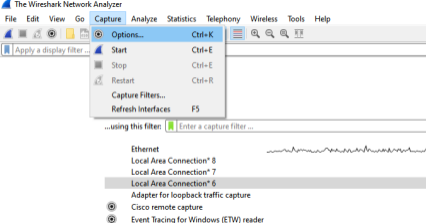 The Wireshark Network Analyzer
File Edit View Go Capture Analyze Statistics Telephony Wireless Tools Help
Options... Ctrl+K
Apply a display filter ...
Start Ctrl+E
Stop Ctrl+E
Restart Ctrl+R
Capture Filters...
Refresh Interfaces F5
...using this filter: Enter a capture filter ...
Ethernet
Local Area Connection* 8
Local Area Connection* 7
Local Area Connection* 6
Adapter for loopback traffic capture
Cisco remote capture
Event Tracing for Windows (ETW) reader